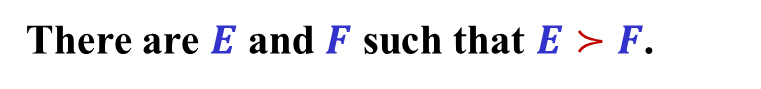 There are E and F such that E ≻ F.